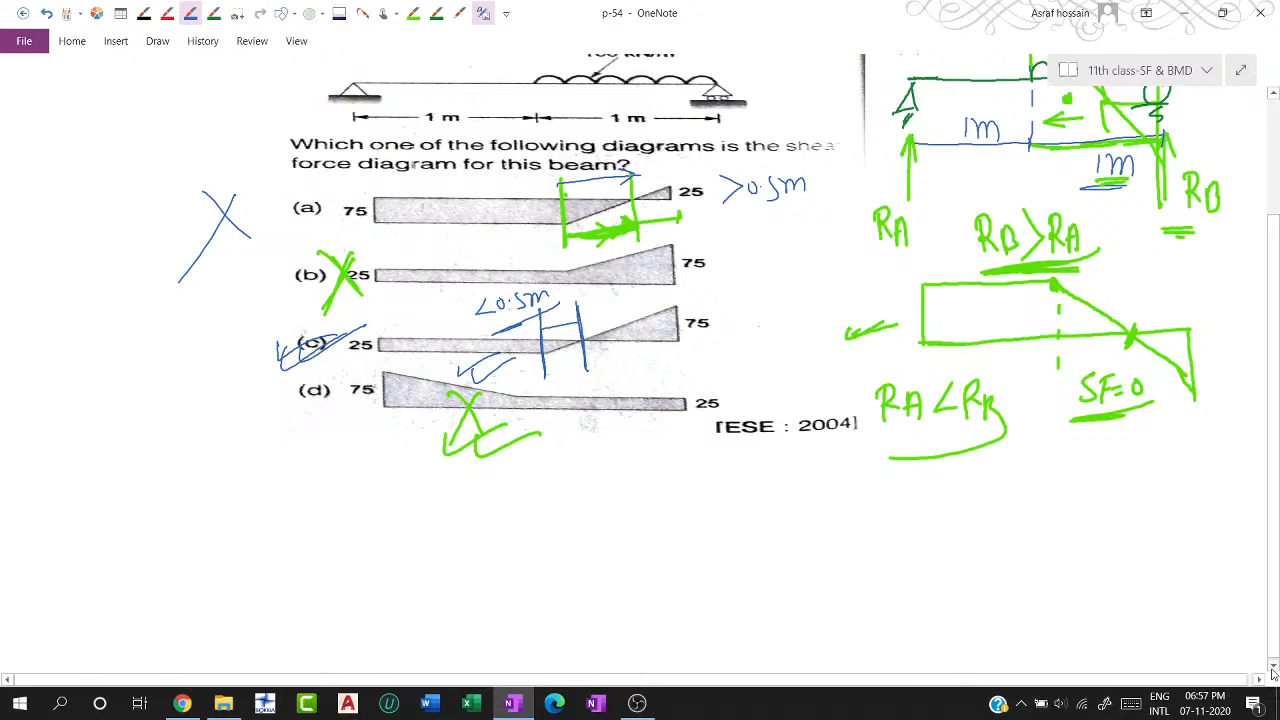 p-54 - OneNote
Asraf hossain
File Home Insert Draw History Review View
11th class-SF & BMD
1 m 1 m
Which one of the following diagrams is the shea
force diagram for this beam?
(a) 75 25 >0.5m
(b) 25 75
<0.5m
(c) 25 75
(d) 75 25
[ESE : 2004]
1m 1m
RA RB
RB > RA
RA < RB SF=0
ENG 06:57 PM
INTL 07-11-2020